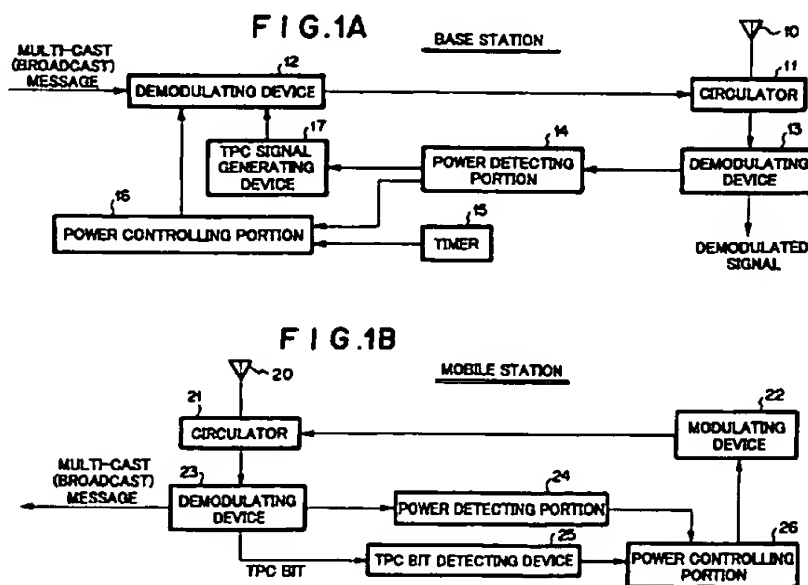 FIG.1A
BASE STATION
10
MULTI-CAST
(BROADCAST)
MESSAGE
12
DEMODULATING DEVICE
11
CIRCULATOR
17
TPC SIGNAL
GENERATING
DEVICE
14
POWER DETECTING
PORTION
13
DEMODULATING
DEVICE
16
POWER CONTROLLING PORTION
15
TIMER
DEMODULATED
SIGNAL
FIG.1B
MOBILE STATION
20
21
CIRCULATOR
22
MODULATING
DEVICE
MULTI-CAST
(BROADCAST)
MESSAGE
23
DEMODULATING
DEVICE
24
POWER DETECTING PORTION
TPC BIT
25
TPC BIT DETECTING DEVICE
26
POWER CONTROLLING
PORTION